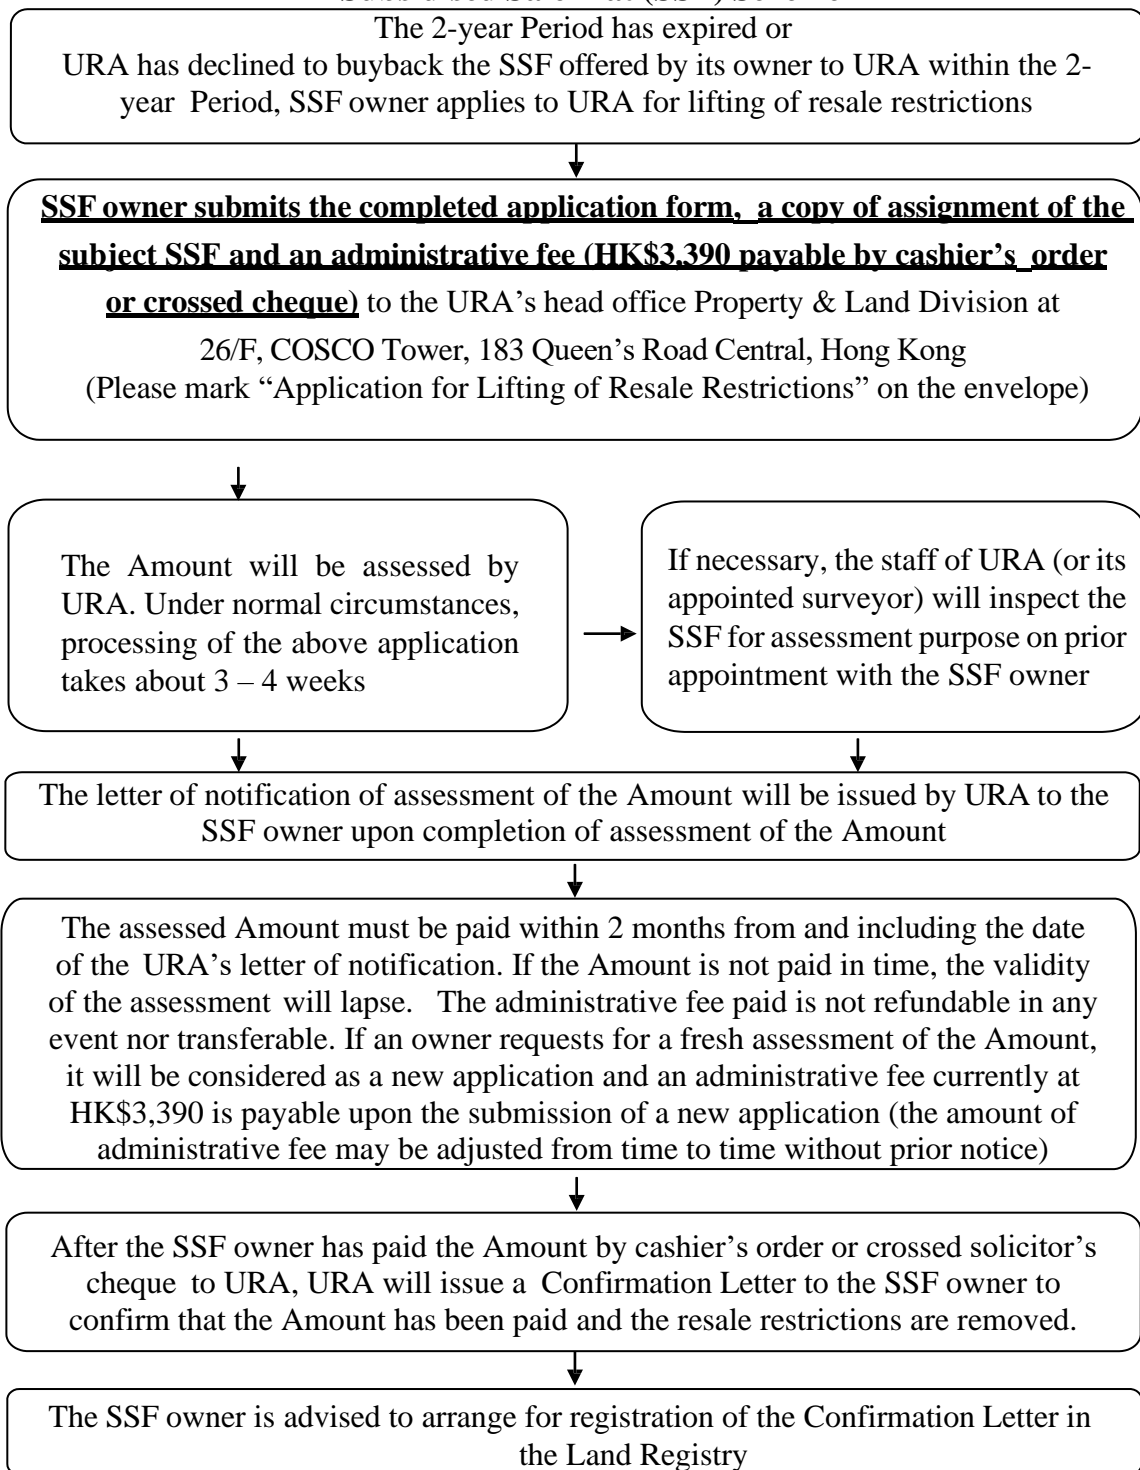 The 2-year Period has expired or
URA has declined to buyback the SSF offered by its owner to URA within the 2-
year Period, SSF owner applies to URA for lifting of resale restrictions
SSF owner submits the completed application form, a copy of assignment of the
subject SSF and an administrative fee (HK$3,390 payable by cashier’s order
or crossed cheque) to the URA’s head office Property & Land Division at
26/F, COSCO Tower, 183 Queen’s Road Central, Hong Kong
(Please mark “Application for Lifting of Resale Restrictions” on the envelope)
The Amount will be assessed by
URA. Under normal circumstances,
processing of the above application
takes about 3 – 4 weeks
If necessary, the staff of URA (or its
appointed surveyor) will inspect the
SSF for assessment purpose on prior
appointment with the SSF owner
The letter of notification of assessment of the Amount will be issued by URA to the
SSF owner upon completion of assessment of the Amount
The assessed Amount must be paid within 2 months from and including the date
of the URA’s letter of notification. If the Amount is not paid in time, the validity
of the assessment will lapse. The administrative fee paid is not refundable in any
event nor transferable. If an owner requests for a fresh assessment of the Amount,
it will be considered as a new application and an administrative fee currently at
HK$3,390 is payable upon the submission of a new application (the amount of
administrative fee may be adjusted from time to time without prior notice)
After the SSF owner has paid the Amount by cashier’s order or crossed solicitor’s
cheque to URA, URA will issue a Confirmation Letter to the SSF owner to
confirm that the Amount has been paid and the resale restrictions are removed.
The SSF owner is advised to arrange for registration of the Confirmation Letter in
the Land Registry